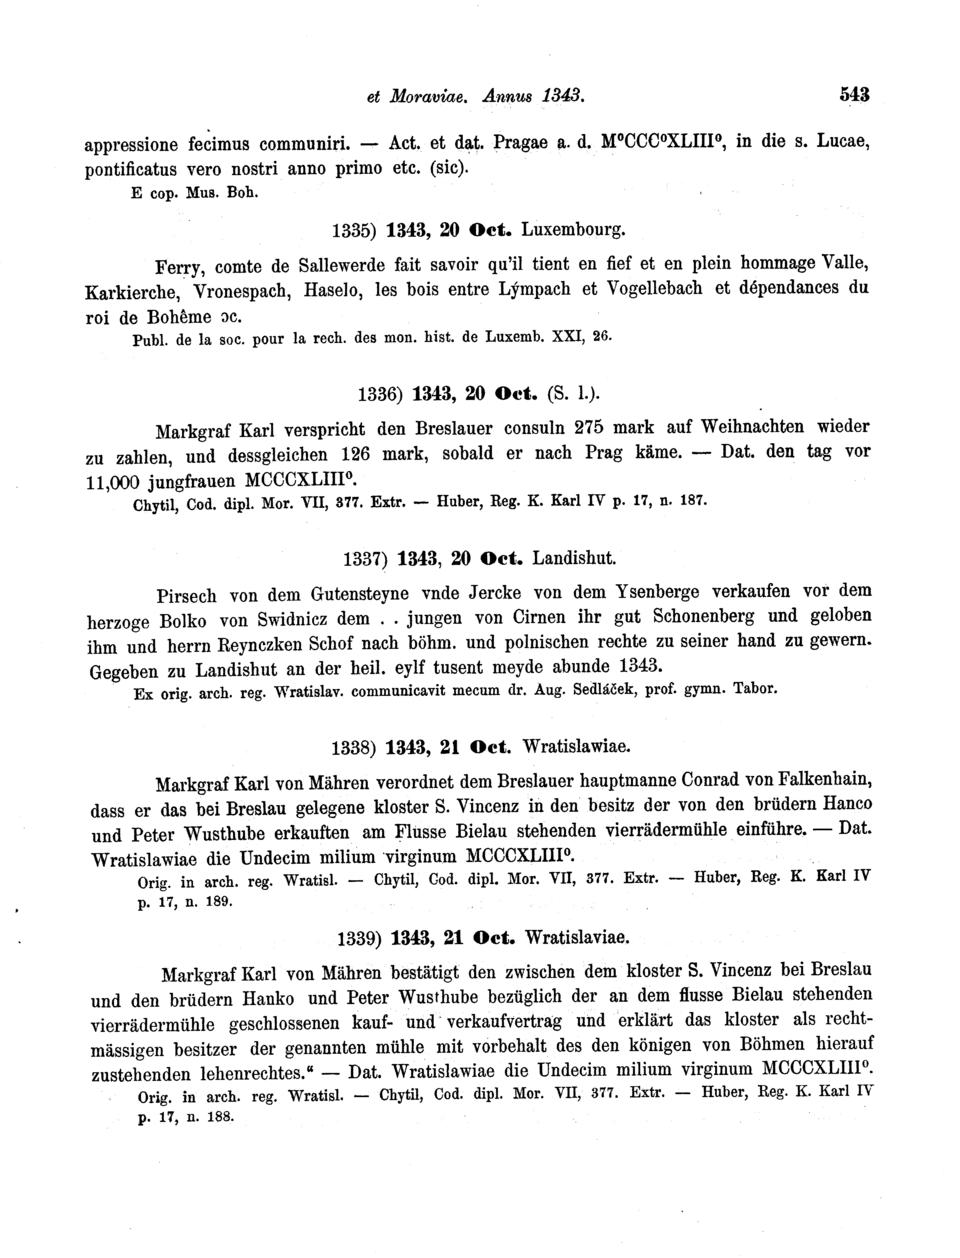 et Moraviae. Annus 1343. 543
appressione fecimus communiri. — Act. et dat. Pragae a. d. M⁰CCC⁰XLIII⁰, in die s. Lucae,
pontificatus vero nostri anno primo etc. (sic).
E cop. Mus. Boh.
1335) 1343, 20 Oct. Luxembourg.
Ferry, comte de Sallewerde fait savoir qu'il tient en fief et en plein hommage Valle,
Karkierche, Vronespach, Haselo, les bois entre Lýmpach et Vogellebach et dépendances du
roi de Bohême ɔc.
Publ. de la soc. pour la rech. des mon. hist. de Luxemb. XXI, 26.
1336) 1343, 20 Oct. (S. l.).
Markgraf Karl verspricht den Breslauer consuln 275 mark auf Weihnachten wieder
zu zahlen, und dessgleichen 126 mark, sobald er nach Prag käme. — Dat. den tag vor
11,000 jungfrauen MCCCXLIII⁰.
Chytil, Cod. dipl. Mor. VII, 377. Extr. — Huber, Reg. K. Karl IV p. 17, n. 187.
1337) 1343, 20 Oct. Landishut.
Pirsech von dem Gutensteyne vnde Jercke von dem Ysenberge verkaufen vor dem
herzoge Bolko von Swidnicz dem . . jungen von Cirnen ihr gut Schonenberg und geloben
ihm und herrn Reynczken Schof nach böhm. und polnischen rechte zu seiner hand zu gewern.
Gegeben zu Landishut an der heil. eylf tusent meyde abunde 1343.
Ex orig. arch. reg. Wratislav. communicavit mecum dr. Aug. Sedláček, prof. gymn. Tabor.
1338) 1343, 21 Oct. Wratislawiae.
Markgraf Karl von Mähren verordnet dem Breslauer hauptmanne Conrad von Falkenhain,
dass er das bei Breslau gelegene kloster S. Vincenz in den besitz der von den brüdern Hanco
und Peter Wusthube erkauften am Flusse Bielau stehenden vierrädermühle einführe. — Dat.
Wratislawiae die Undecim milium virginum MCCCXLIII⁰.
Orig. in arch. reg. Wratisl. — Chytil, Cod. dipl. Mor. VII, 377. Extr. — Huber, Reg. K. Karl IV
p. 17, n. 189.
1339) 1343, 21 Oct. Wratislaviae.
Markgraf Karl von Mähren bestätigt den zwischen dem kloster S. Vincenz bei Breslau
und den brüdern Hanko und Peter Wusthube bezüglich der an dem flusse Bielau stehenden
vierrädermühle geschlossenen kauf- und verkaufvertrag und erklärt das kloster als recht-
mässigen besitzer der genannten mühle mit vorbehalt des den königen von Böhmen hierauf
zustehenden lehenrechtes.“ — Dat. Wratislawiae die Undecim milium virginum MCCCXLIII⁰.
Orig. in arch. reg. Wratisl. — Chytil, Cod. dipl. Mor. VII, 377. Extr. — Huber, Reg. K. Karl IV
p. 17, n. 188.